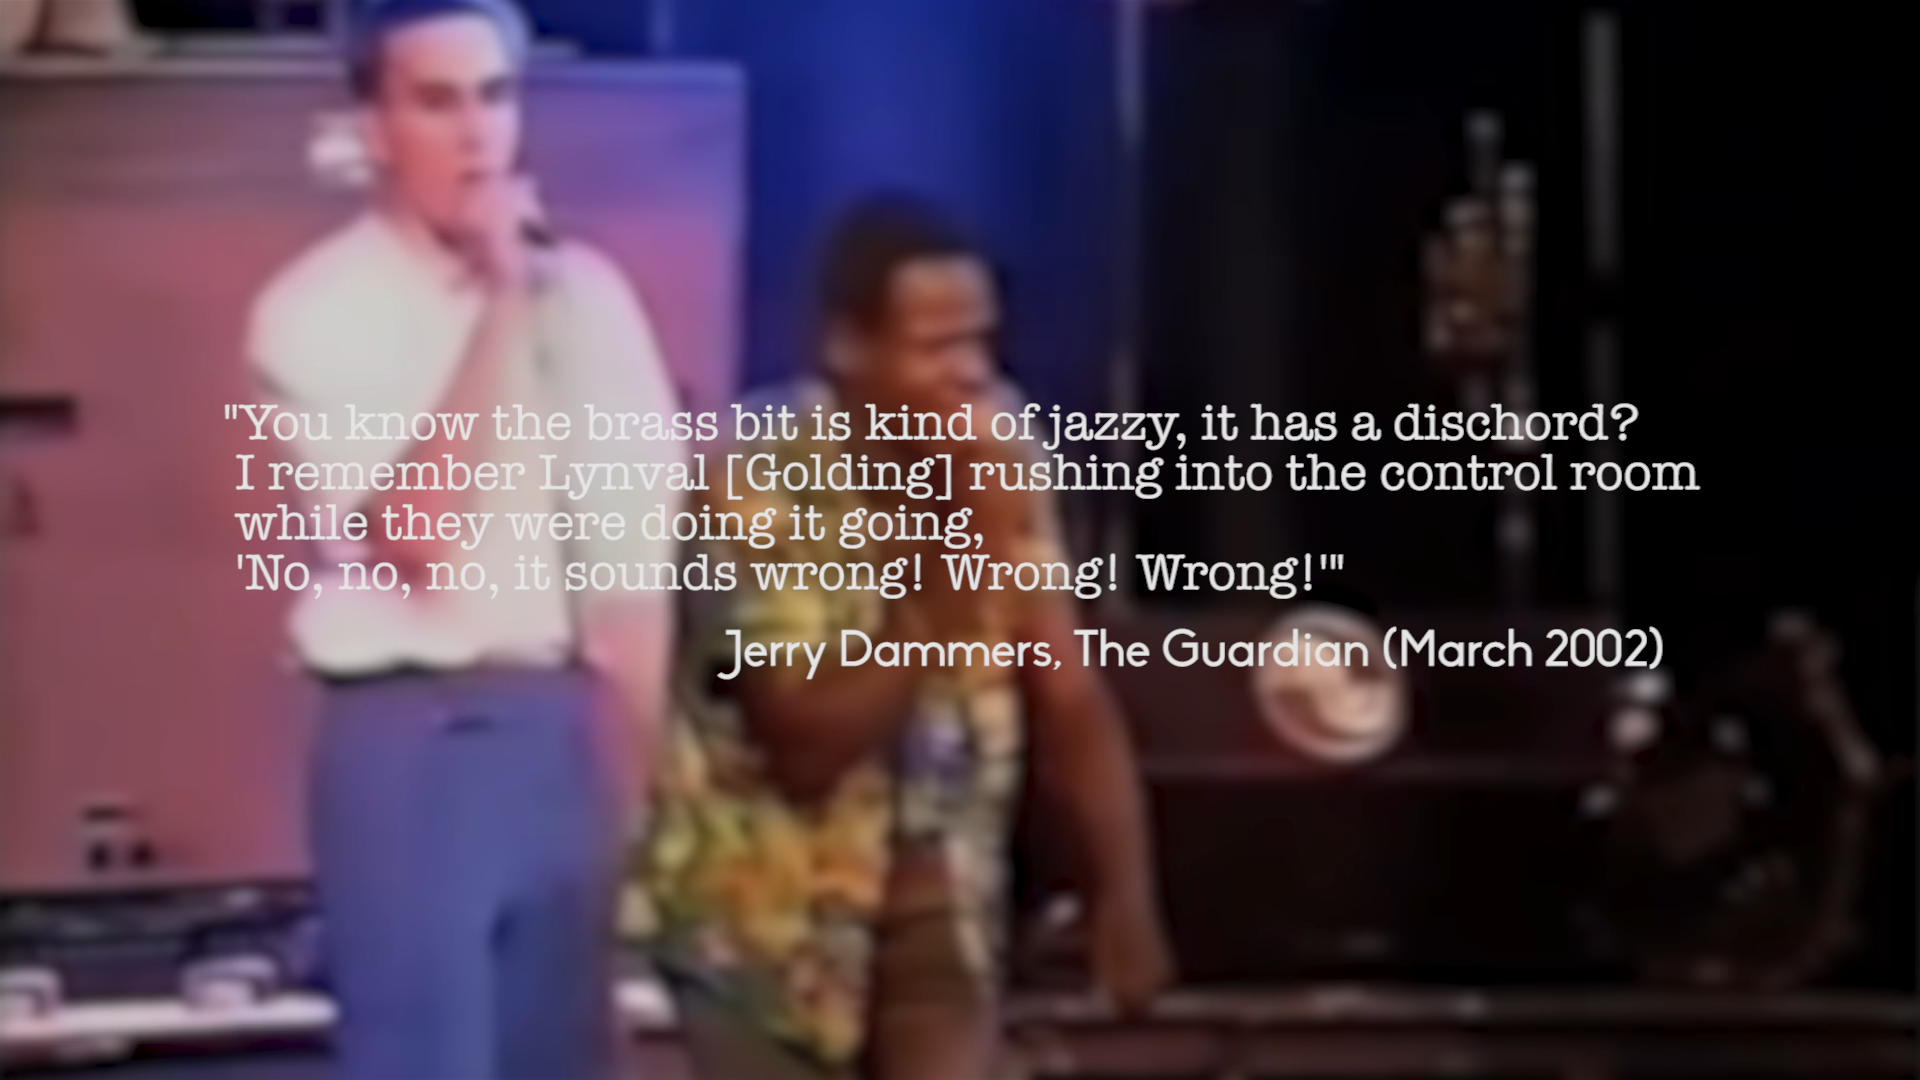 "You know the brass bit is kind of jazzy, it has a dischord?
I remember Lynval [Golding] rushing into the control room
while they were doing it going,
'No, no, no, it sounds wrong! Wrong! Wrong!'"
Jerry Dammers, The Guardian (March 2002)